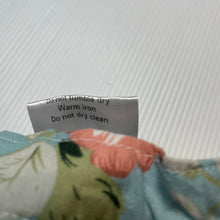 Do not tumble dry
Warm iron
Do not dry clean